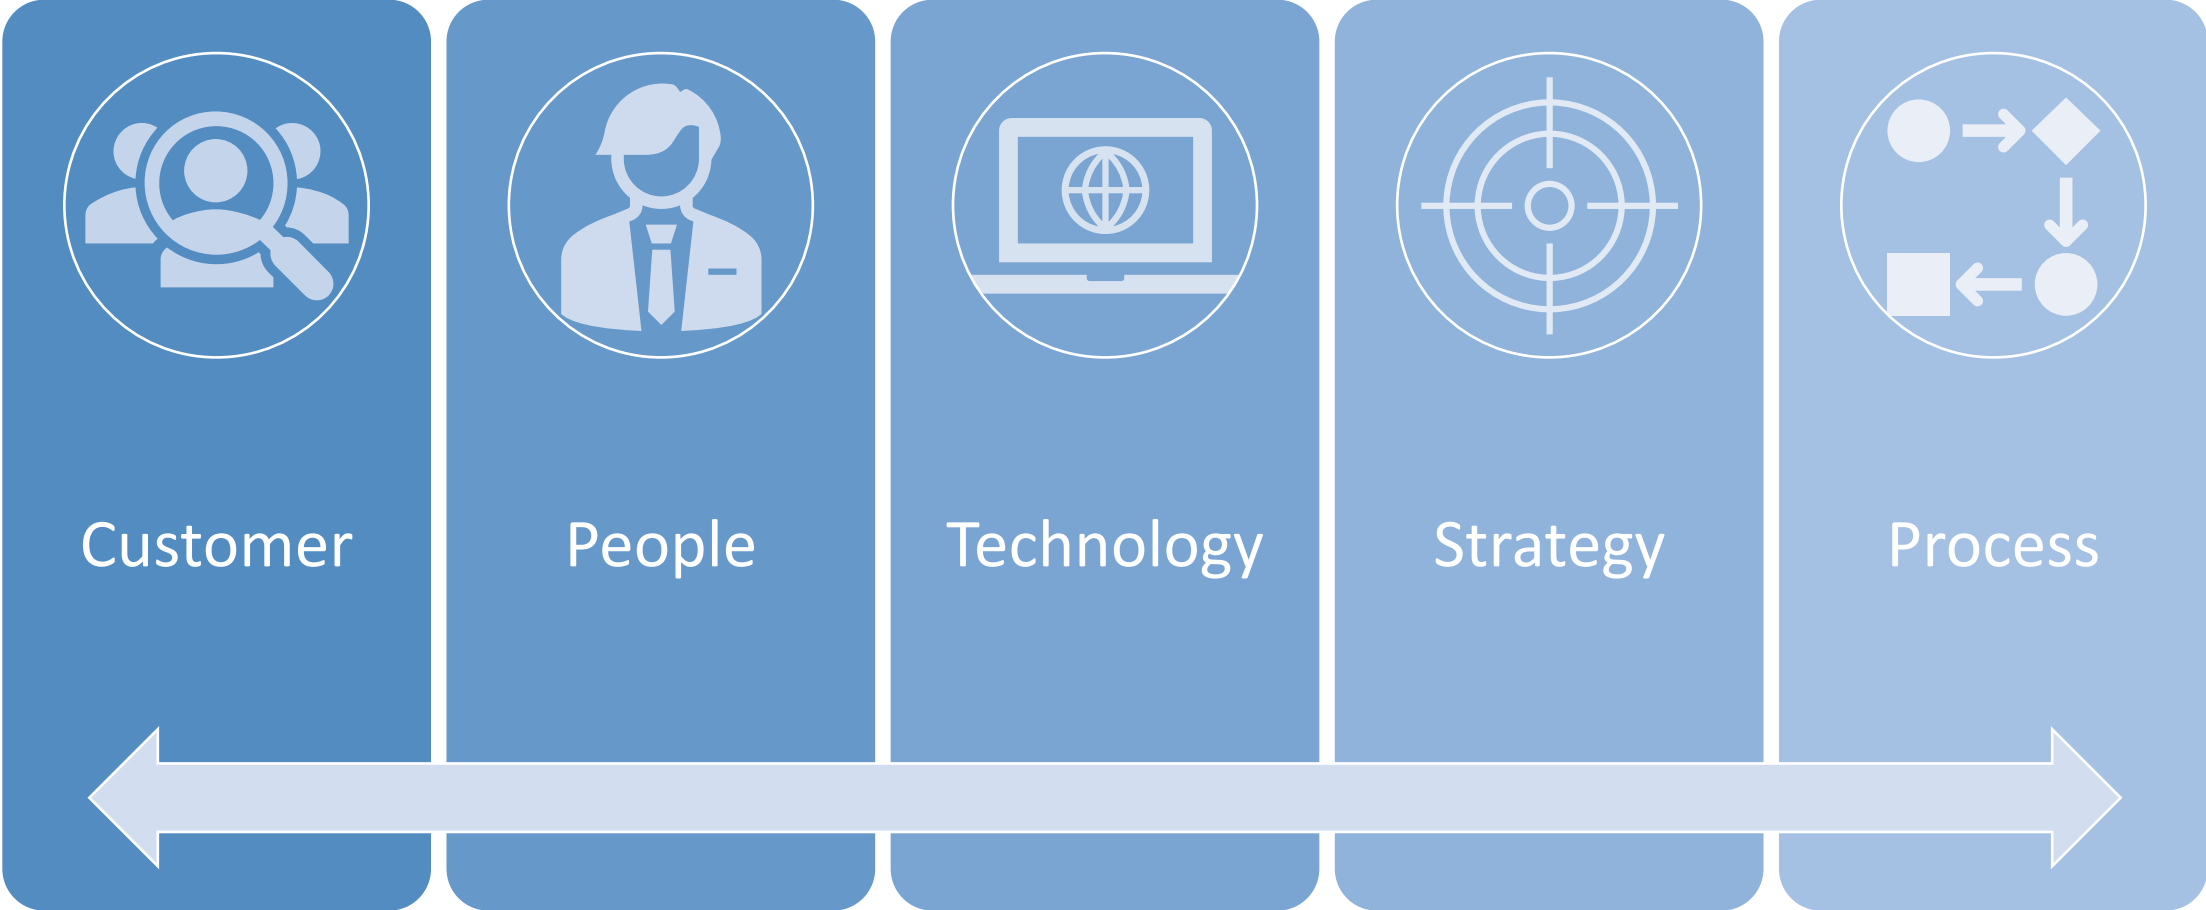 Customer
People
Technology
Strategy
Process